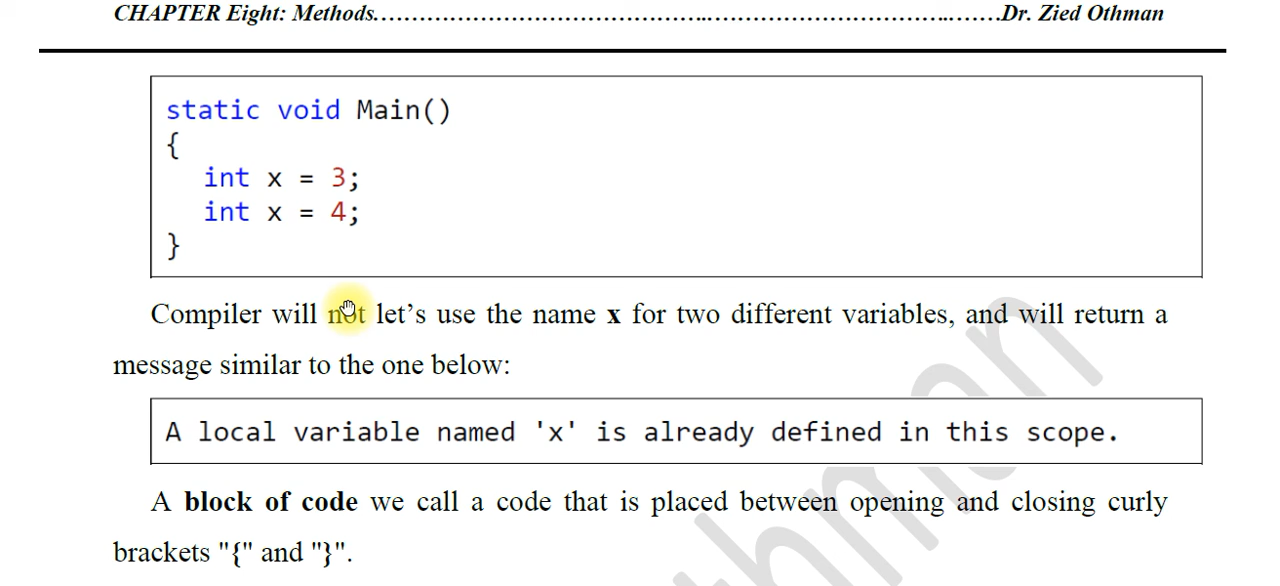 CHAPTER Eight: Methods………………………………………..…………………………..……Dr. Zied Othman
static void Main()
{
int x = 3;
int x = 4;
}
Compiler will not let’s use the name x for two different variables, and will return a
message similar to the one below:
A local variable named 'x' is already defined in this scope.
A block of code we call a code that is placed between opening and closing curly
brackets "{" and "}".